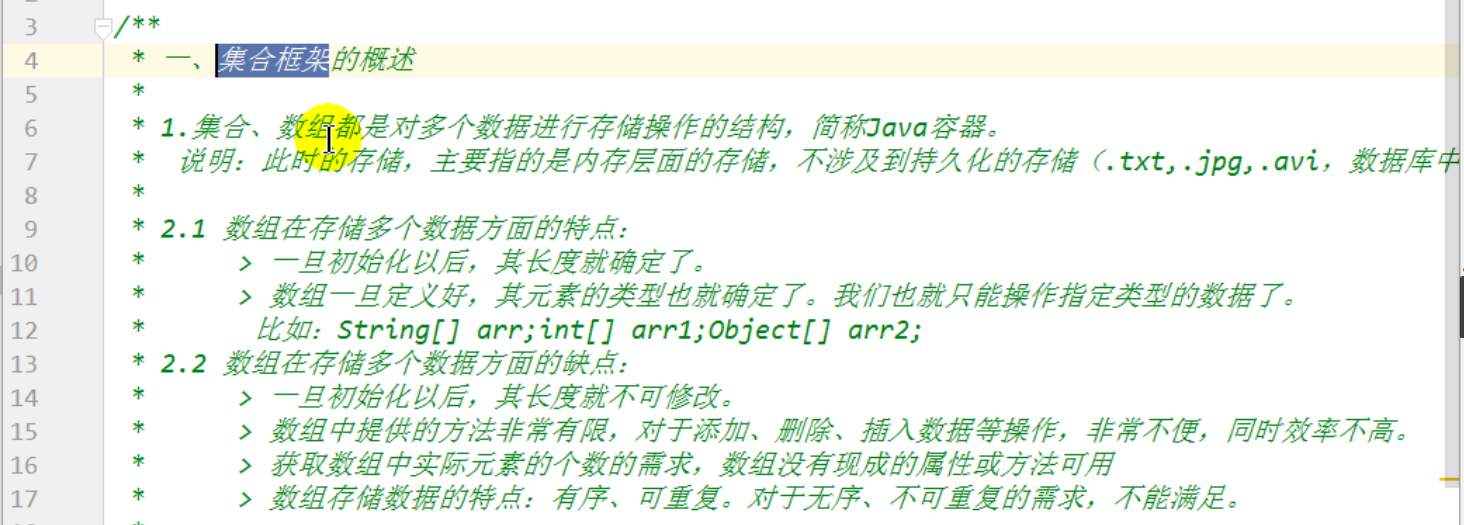 3 /**
4 * 一、集合框架的概述
5 *
6 * 1.集合、数组都是对多个数据进行存储操作的结构，简称Java容器。
7 * 说明：此时的存储，主要指的是内存层面的存储，不涉及到持久化的存储（.txt,.jpg,.avi，数据库中
8 *
9 * 2.1 数组在存储多个数据方面的特点：
10 * > 一旦初始化以后，其长度就确定了。
11 * > 数组一旦定义好，其元素的类型也就确定了。我们也就只能操作指定类型的数据了。
12 * 比如：String[] arr;int[] arr1;Object[] arr2;
13 * 2.2 数组在存储多个数据方面的缺点：
14 * > 一旦初始化以后，其长度就不可修改。
15 * > 数组中提供的方法非常有限，对于添加、删除、插入数据等操作，非常不便，同时效率不高。
16 * > 获取数组中实际元素的个数的需求，数组没有现成的属性或方法可用
17 * > 数组存储数据的特点：有序、可重复。对于无序、不可重复的需求，不能满足。